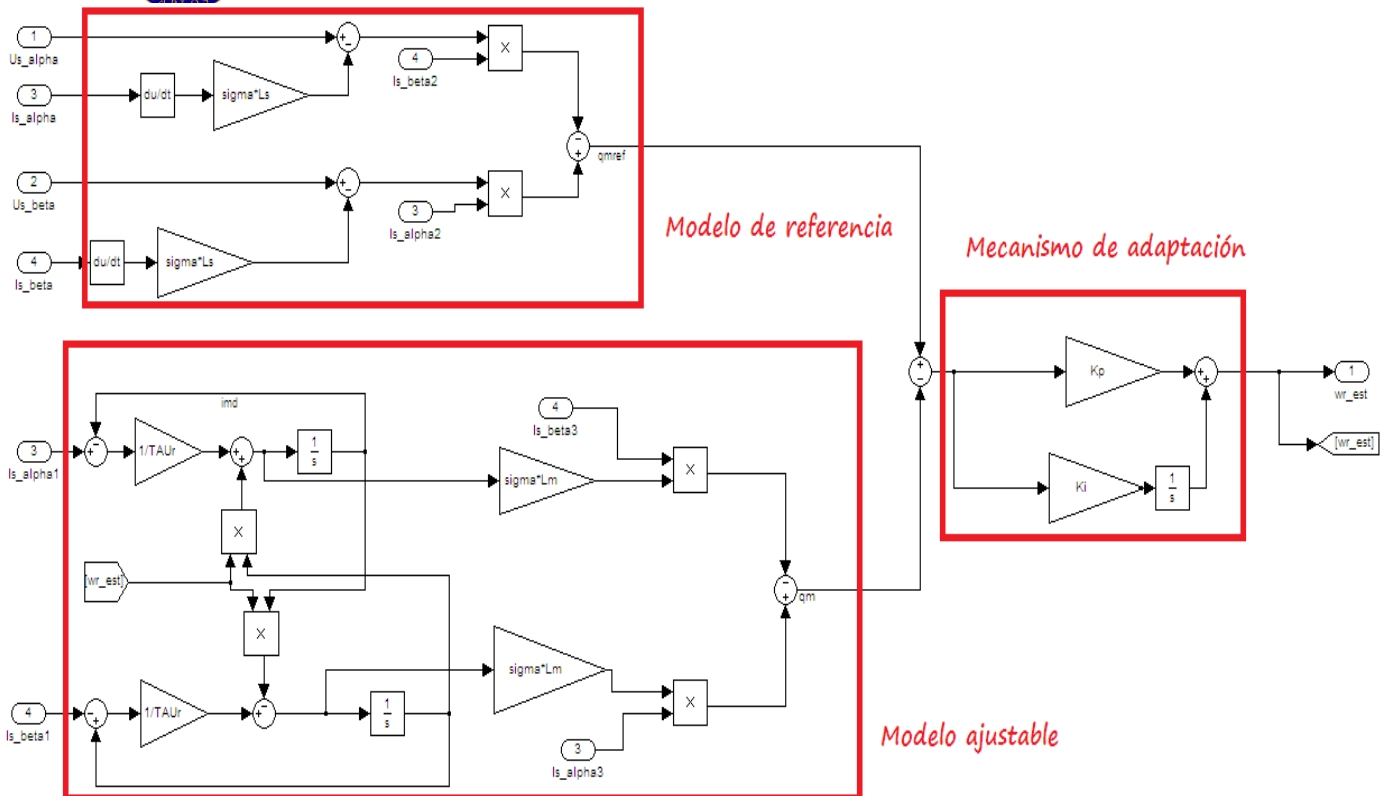 1
Us_alpha
3
Is_alpha
du/dt
sigma*Ls
4
Is_beta2
X
2
Us_beta
4
Is_beta
du/dt
sigma*Ls
3
Is_alpha2
X
qmref
Modelo de referencia
Mecanismo de adaptación
Kp
Ki
1
s
1
wr_est
[wr_est]
imd
3
Is_alpha1
1/TAUr
1
s
X
[wr_est]
X
4
Is_beta1
1/TAUr
1
s
4
Is_beta3
sigma*Lm
X
sigma*Lm
3
Is_alpha3
X
qm
Modelo ajustable